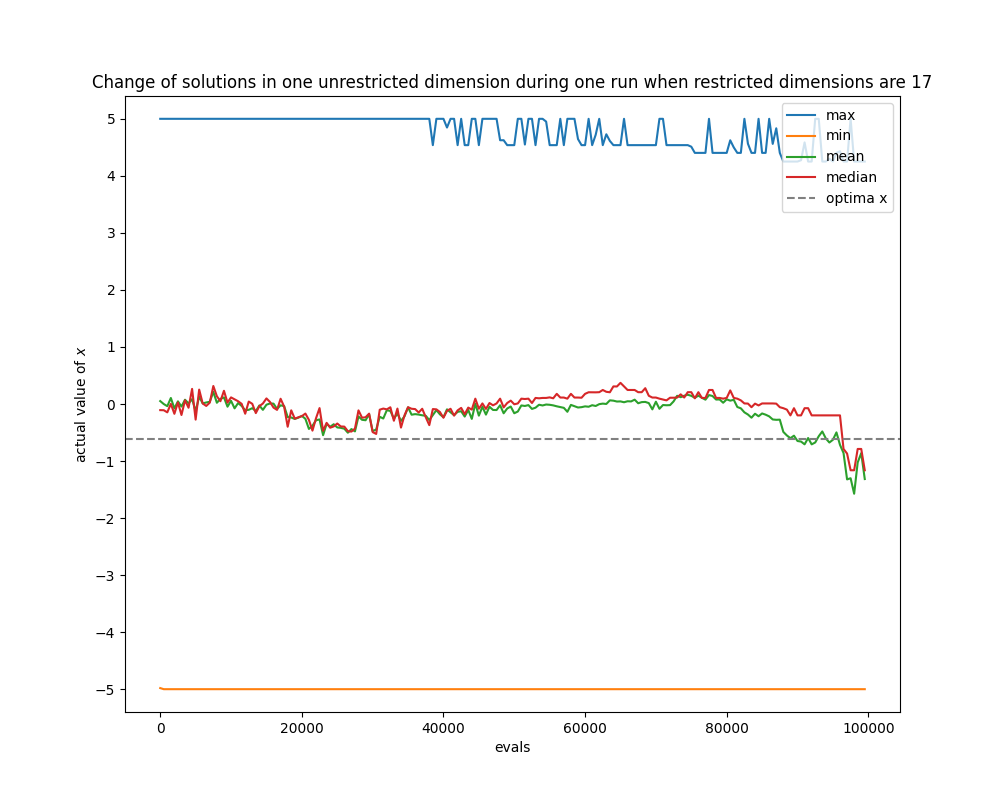 Change of solutions in one unrestricted dimension during one run when restricted dimensions are 17
max
min
mean
median
optima x
5
4
3
2
1
0
−1
−2
−3
−4
−5
actual value of x
0
20000
40000
60000
80000
100000
evals